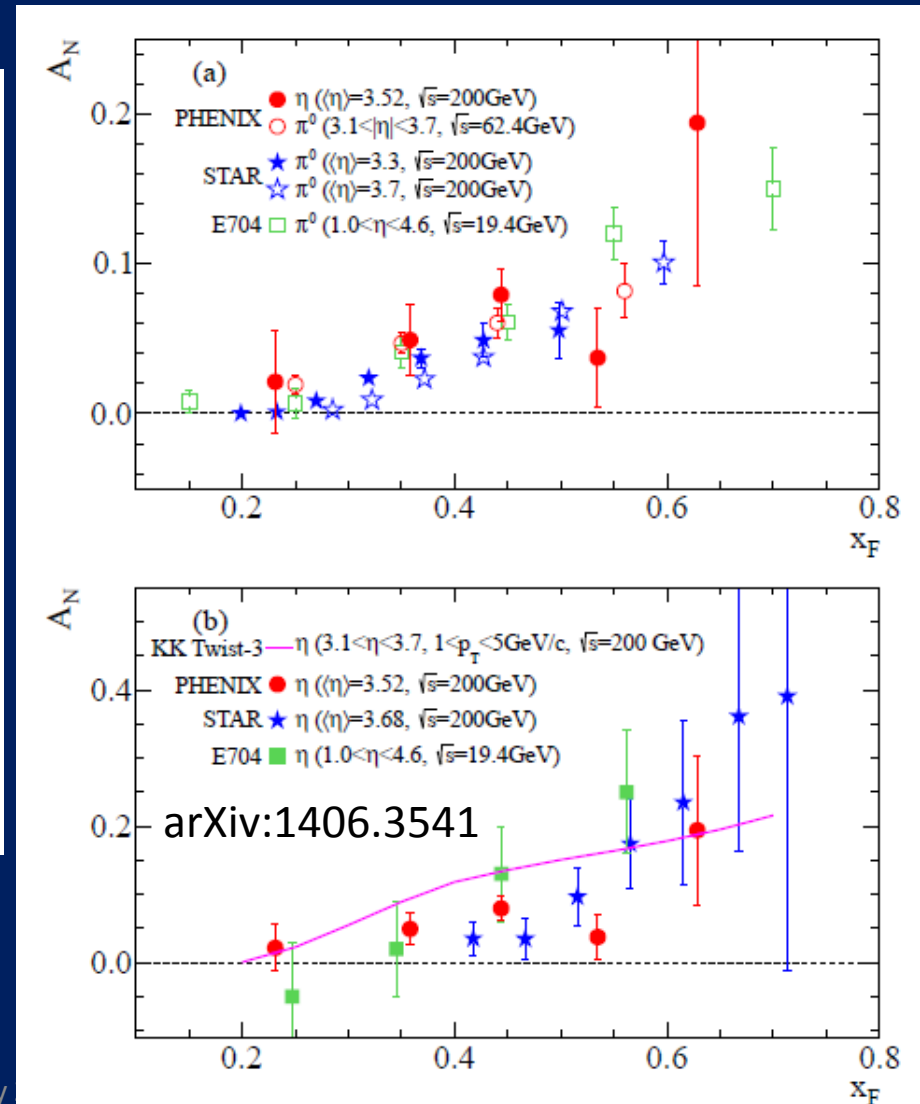 A_N
(a)
PHENIX
η (⟨η⟩=3.52, √s=200GeV)
π⁰ (3.1<|η|<3.7, √s=62.4GeV)
STAR
π⁰ (⟨η⟩=3.3, √s=200GeV)
π⁰ (⟨η⟩=3.7, √s=200GeV)
E704 π⁰ (1.0<η<4.6, √s=19.4GeV)
0.2
0.1
0.0
0.2 0.4 0.6 0.8
x_F
A_N
(b)
KK Twist-3 η (3.1<η<3.7, 1<p_T<5GeV/c, √s=200 GeV)
PHENIX η (⟨η⟩=3.52, √s=200GeV)
STAR η (⟨η⟩=3.68, √s=200GeV)
E704 η (1.0<η<4.6, √s=19.4GeV)
arXiv:1406.3541
0.4
0.2
0.0
0.2 0.4 0.6 0.8
x_F